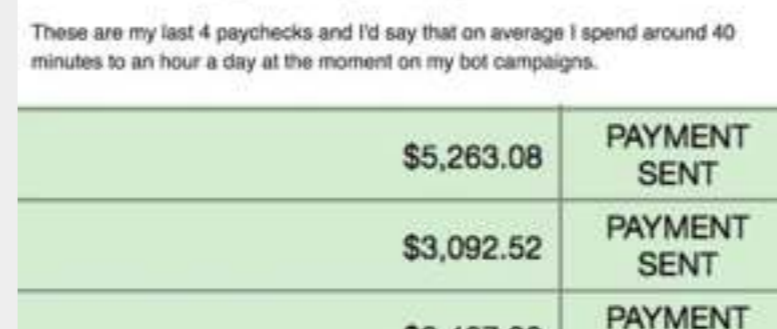 These are my last 4 paychecks and I'd say that on average I spend around 40
minutes to an hour a day at the moment on my bot campaigns.
$5,263.08
PAYMENT
SENT
$3,092.52
PAYMENT
SENT
PAYMENT